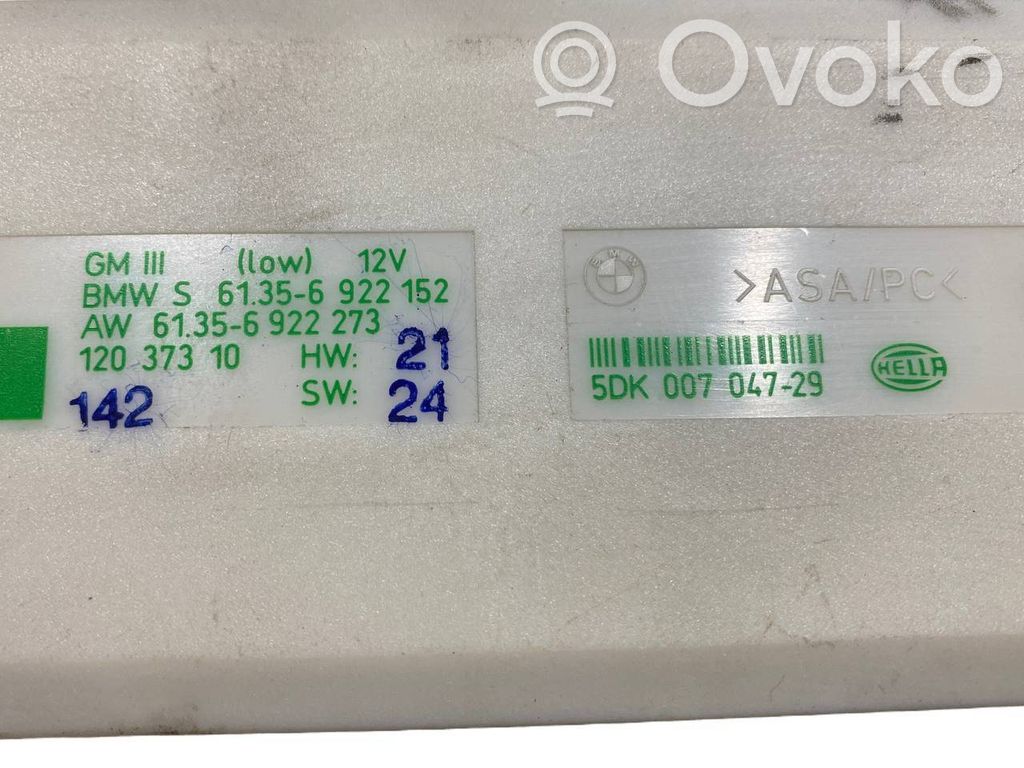 Ovoko
GM III (low) 12V
BMW S 61.35-6 922 152
AW 61.35-6 922 273
120 373 10 HW: 21
SW: 24
142
BMW
>ASA/PC<
5DK 007 047-29
HELLA